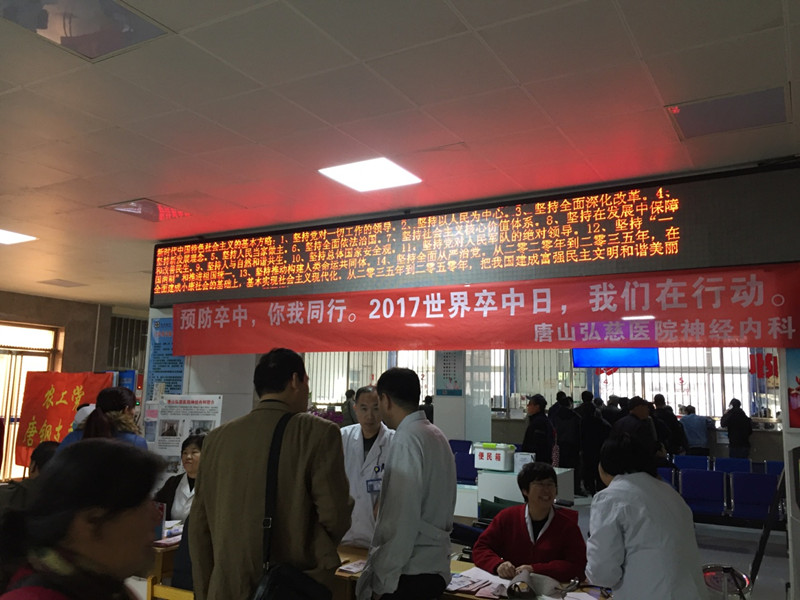 新时代中国特色社会主义的基本方略：1、坚持党对一切工作的领导。2、坚持以人民为中心。3、坚持全面深化改革。4、
坚持新发展理念。5、坚持人民当家作主。6、坚持全面依法治国。7、坚持社会主义核心价值体系。8、坚持在发展中保障
和改善民生。9、坚持人与自然和谐共生。10、坚持总体国家安全观。11、坚持党对人民军队的绝对领导。12、坚持“一
国两制”和推进祖国统一。13、坚持推动构建人类命运共同体。14、坚持全面从严治党。从二〇二〇年到二〇三五年，在
全面建成小康社会的基础上，基本实现社会主义现代化，从二〇三五年到二〇五〇年，把我国建成富强民主文明和谐美丽
预防卒中，你我同行。2017世界卒中日，我们在行动。
唐山弘慈医院神经内科
农工党
唐
便民箱